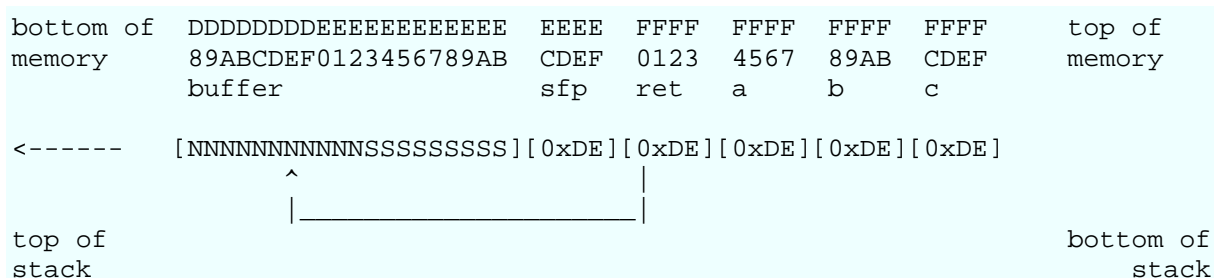 bottom of  DDDDDDDDEEEEEEEEEEEE  EEEE  FFFF  FFFF  FFFF  FFFF     top of
memory     89ABCDEF0123456789AB  CDEF  0123  4567  89AB  CDEF     memory
           buffer                sfp   ret   a     b     c
<------   [NNNNNNNNNNNSSSSSSSSS][0xDE][0xDE][0xDE][0xDE][0xDE]
                 ^                     |
                 |_____________________|
top of                                                            bottom of
stack                                                                 stack